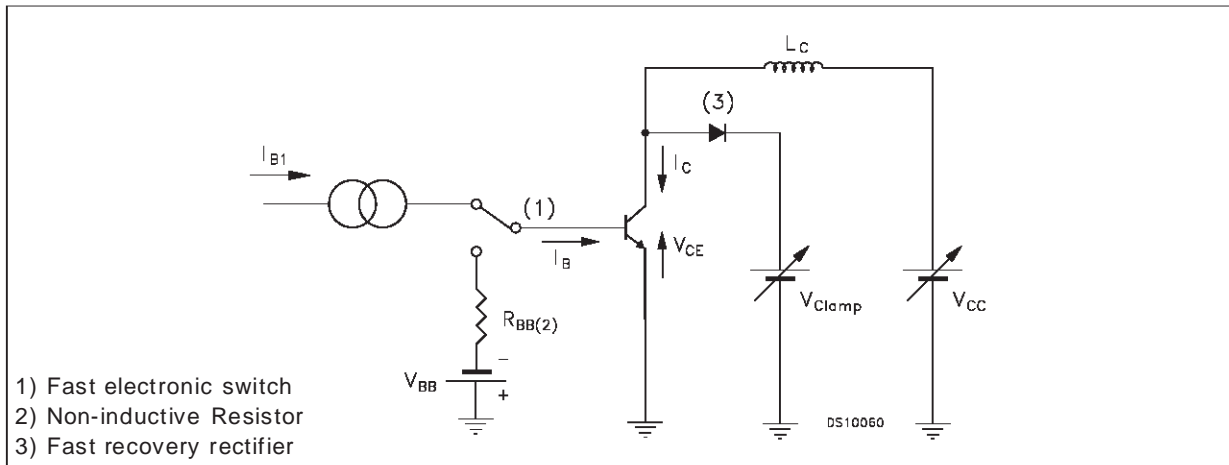 L_C
(3)
I_B1
I_C
(1)
I_B
V_CE
V_Clamp
V_CC
R_BB(2)
V_BB
−
+
DS10060
1) Fast electronic switch
2) Non-inductive Resistor
3) Fast recovery rectifier